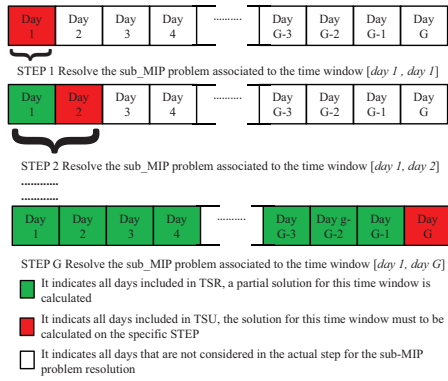 Day Day Day Day .......... Day Day Day Day
1 2 3 4 G-3 G-2 G-1 G
STEP 1 Resolve the sub_MIP problem associated to the time window [day 1 , day 1]
Day Day Day Day .......... Day Day Day Day
1 2 3 4 G-3 G-2 G-1 G
STEP 2 Resolve the sub_MIP problem associated to the time window [day 1, day 2]
............
............
Day Day Day Day .......... Day Day g- Day Day
1 2 3 4 G-3 G-2 G-1 G
STEP G Resolve the sub_MIP problem associated to the time window [day 1, day G]
It indicates all days included in TSR, a partial solution for this time window is
calculated
It indicats all days included in TSU, the solution for this time window must to be
calculated on the specific STEP
It indicates all days that are not considered in the actual step for the sub-MIP
problem resolution